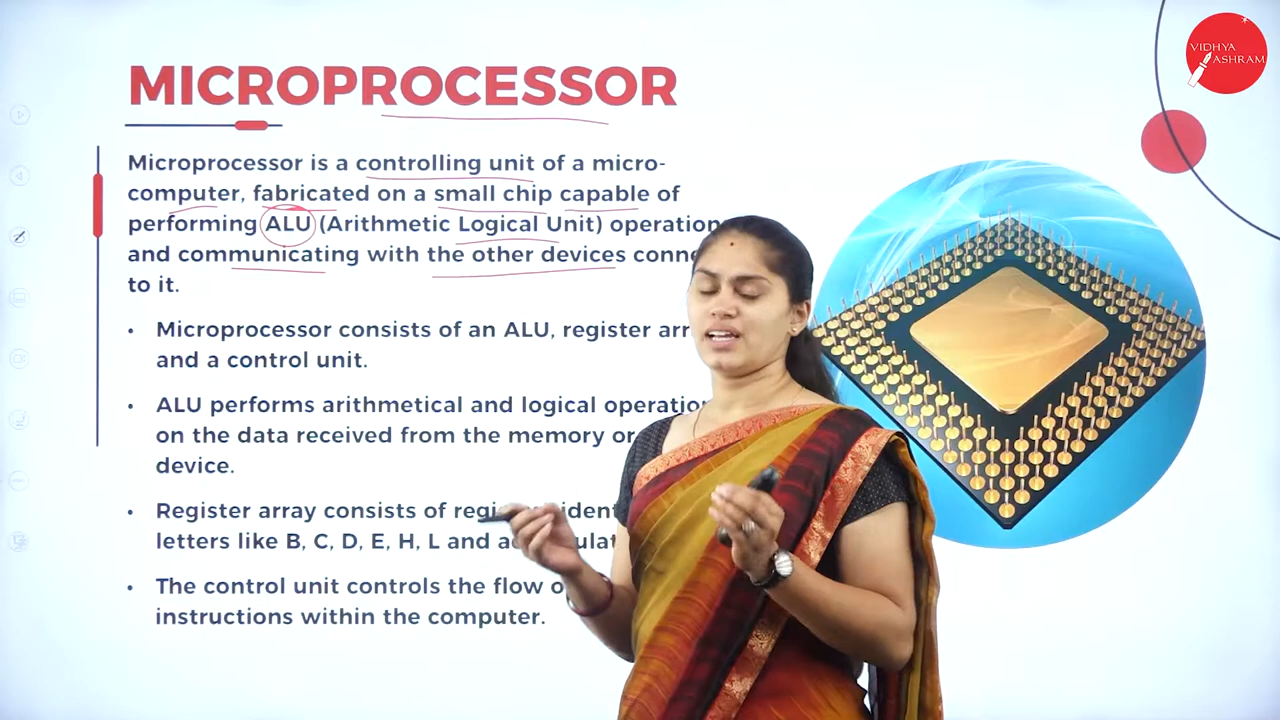 VIDHYA
ASHRAM
MICROPROCESSOR
Microprocessor is a controlling unit of a micro-
computer, fabricated on a small chip capable of
performing ALU (Arithmetic Logical Unit) operation
and communicating with the other devices conne
to it.
• Microprocessor consists of an ALU, register arr
and a control unit.
• ALU performs arithmetical and logical operation
on the data received from the memory or
device.
• Register array consists of
letters like B, C, D, E, H, L and
• The control unit controls the flow
instructions within the computer.